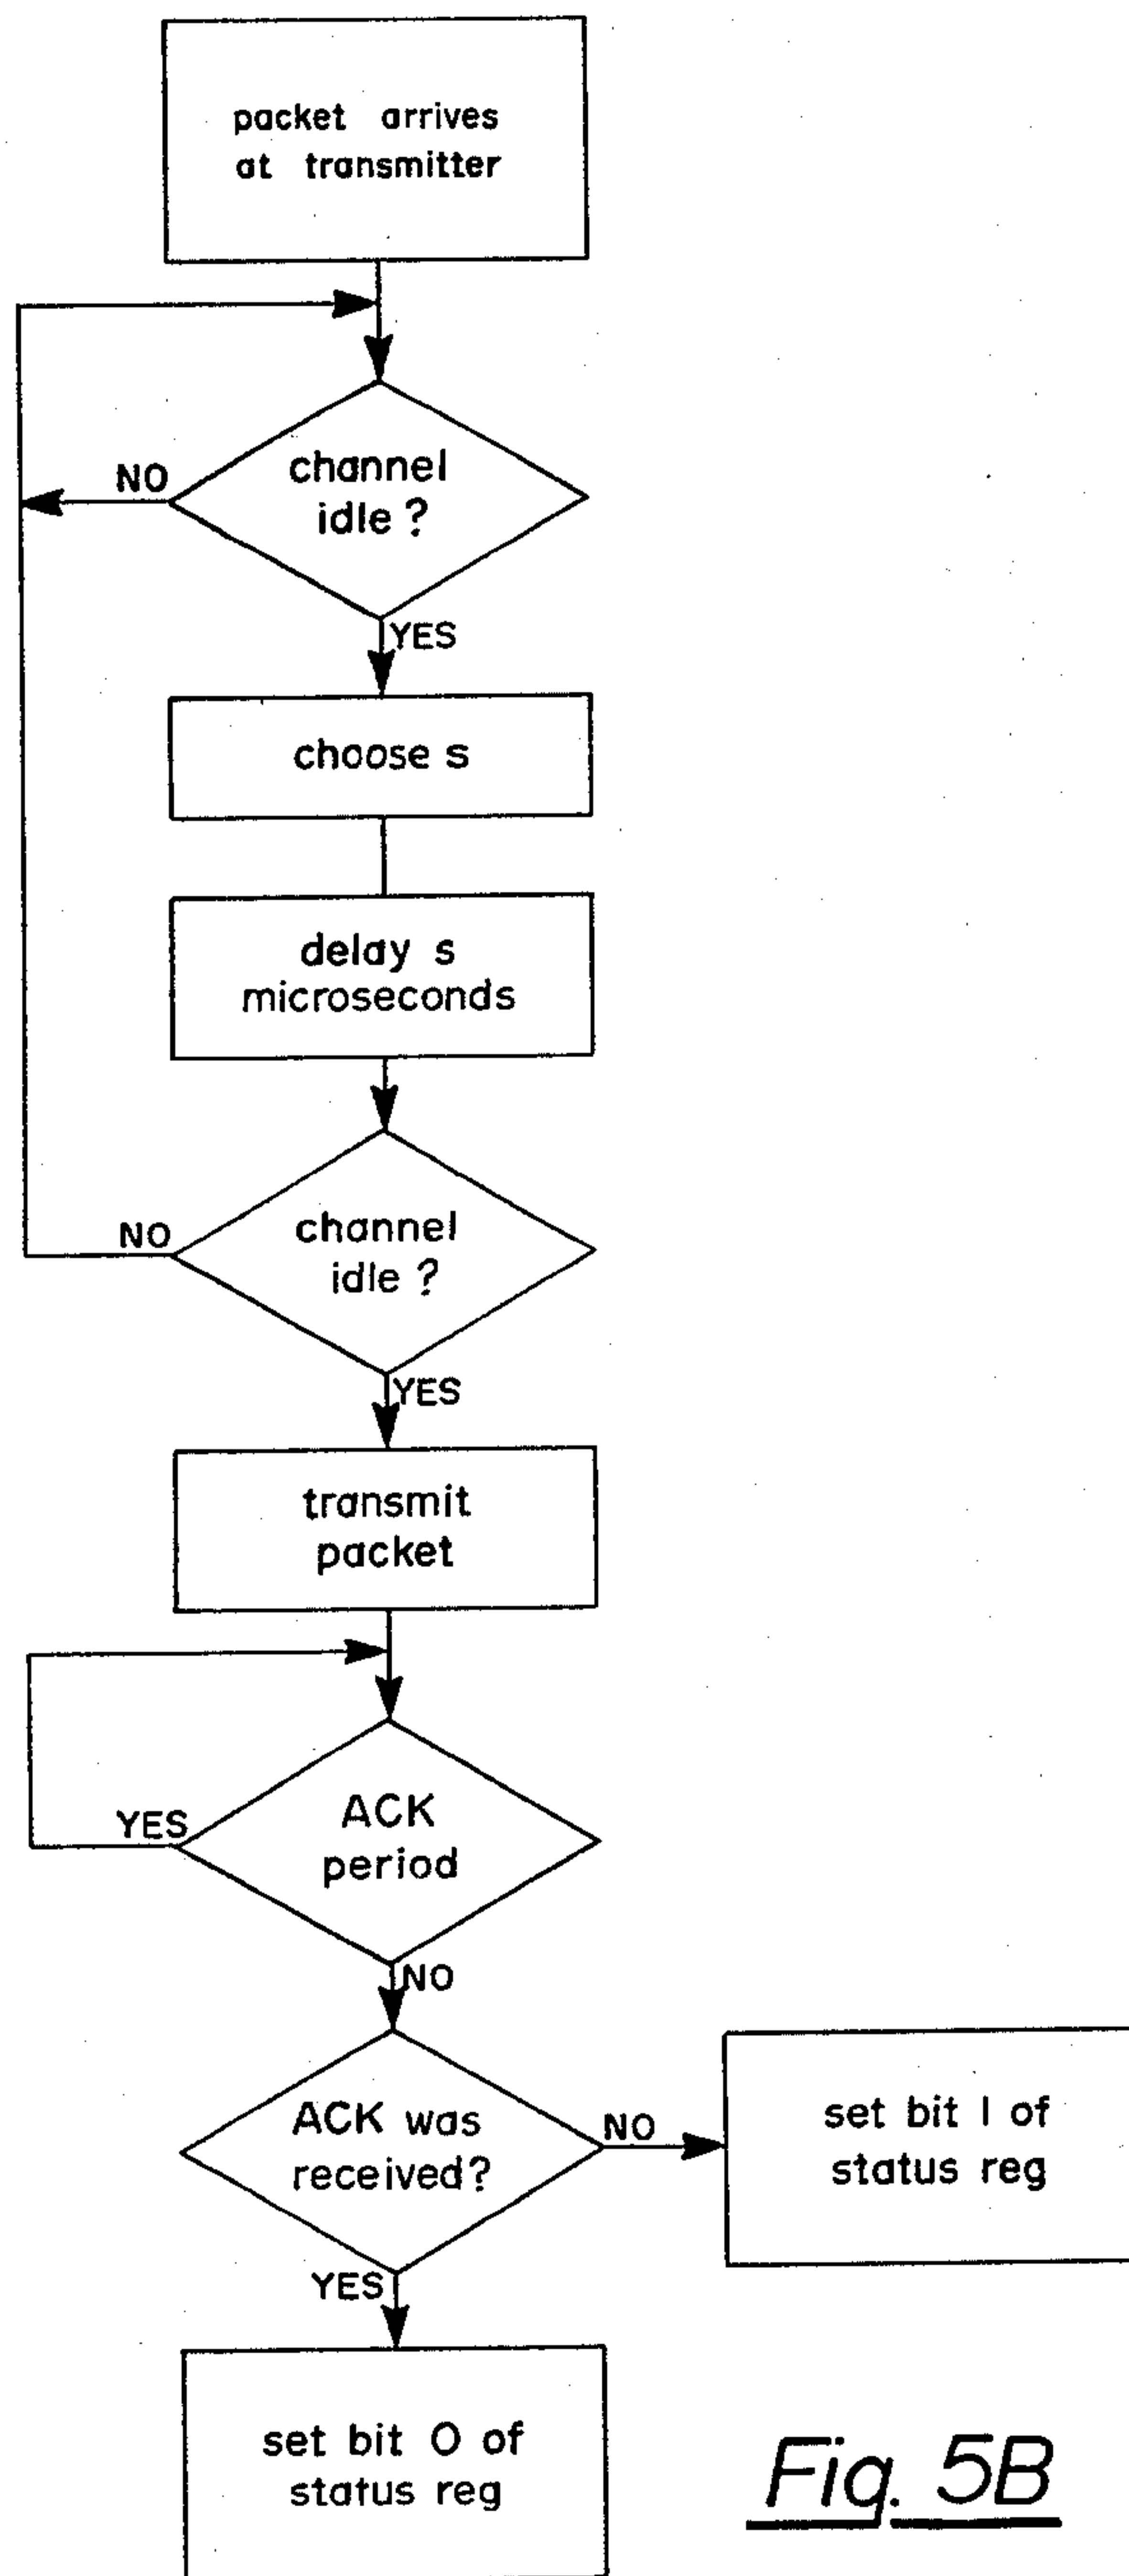 packet arrives
at transmitter
channel
idle ?
NO
YES
choose s
delay s
microseconds
channel
idle ?
NO
YES
transmit
packet
ACK
period
YES
NO
ACK was
received?
NO
set bit 1 of
status reg
YES
set bit 0 of
status reg
Fig. 5B